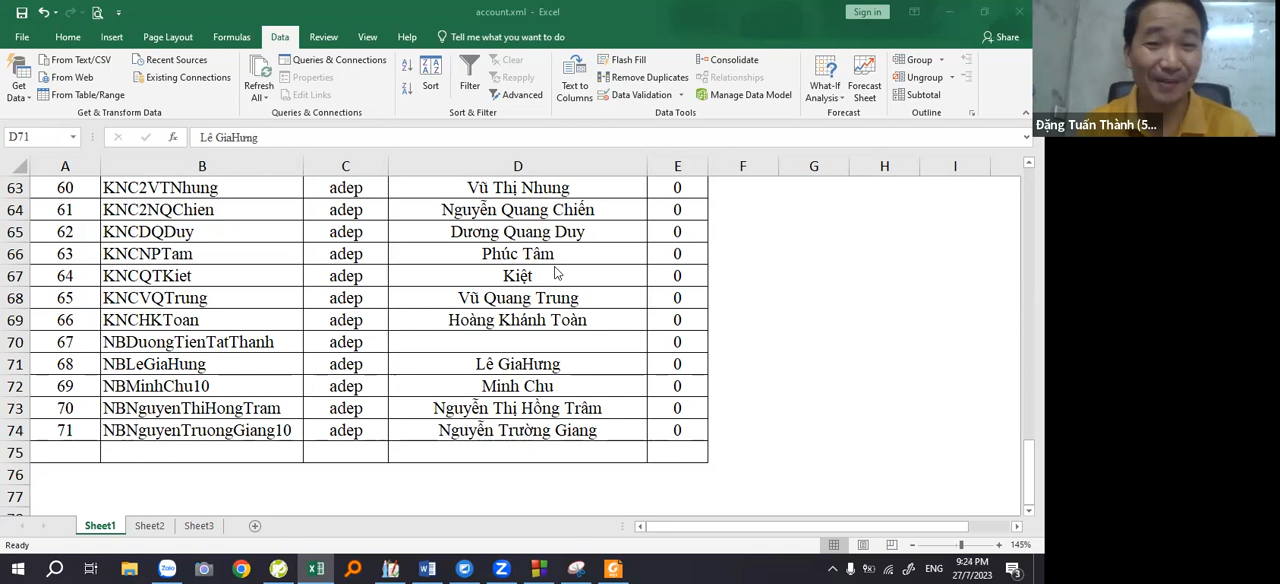 account.xml - Excel
Sign in
File Home Insert Page Layout Formulas Data Review View Help Tell me what you want to do Share
Get Data
From Text/CSV
From Web
From Table/Range
Recent Sources
Existing Connections
Get & Transform Data
Refresh All
Queries & Connections
Properties
Edit Links
Queries & Connections
Sort
Filter
Clear
Reapply
Advanced
Sort & Filter
Text to Columns
Flash Fill
Remove Duplicates
Data Validation
Consolidate
Relationships
Manage Data Model
Data Tools
What-If Analysis
Forecast Sheet
Forecast
Group
Ungroup
Subtotal
Outline
Đặng Tuấn Thành (5...
D71 fx Lê GiaHưng
A B C D E F G H I
63 60 KNC2VTNhung adep Vũ Thị Nhung 0
64 61 KNC2NQChien adep Nguyễn Quang Chiến 0
65 62 KNCDQDuy adep Dương Quang Duy 0
66 63 KNCNPTam adep Phúc Tâm 0
67 64 KNCQTKiet adep Kiệt 0
68 65 KNCVQTrung adep Vũ Quang Trung 0
69 66 KNCHKToan adep Hoàng Khánh Toàn 0
70 67 NBDuongTienTatThanh adep 0
71 68 NBLeGiaHung adep Lê GiaHưng 0
72 69 NBMinhChu10 adep Minh Chu 0
73 70 NBNguyenThiHongTram adep Nguyễn Thị Hồng Trâm 0
74 71 NBNguyenTruongGiang10 adep Nguyễn Trường Giang 0
75
76
77
Sheet1 Sheet2 Sheet3
Ready
145%
ENG
9:24 PM
27/7/2023